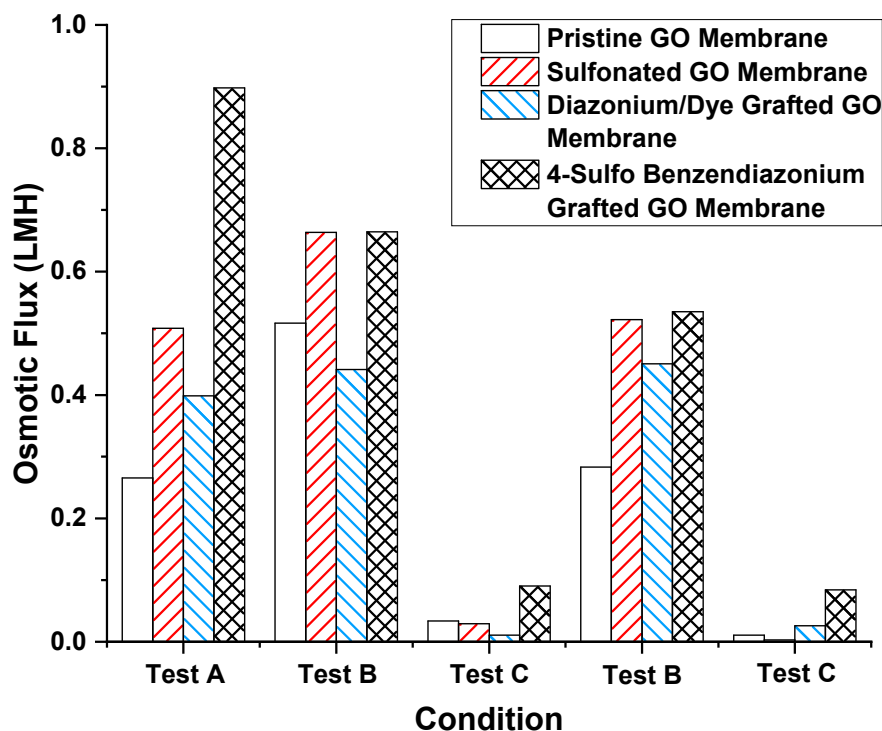 1.0
0.8
0.6
0.4
0.2
0.0
Osmotic Flux (LMH)
Pristine GO Membrane
Sulfonated GO Membrane
Diazonium/Dye Grafted GO
Membrane
4-Sulfo Benzendiazonium
Grafted GO Membrane
Test A Test B Test C Test B Test C
Condition